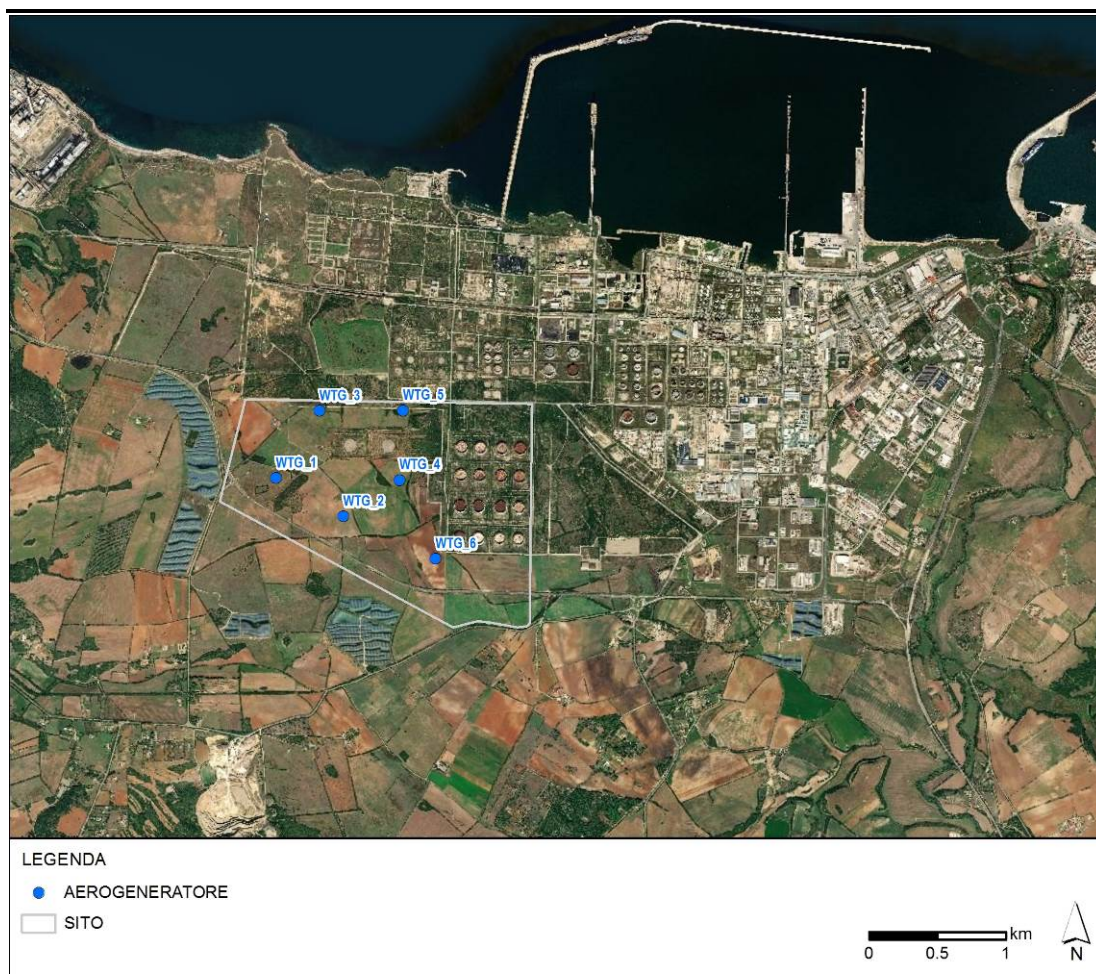 WTG_3
WTG_5
WTG_1
WTG_4
WTG_2
WTG_6
LEGENDA
AEROGENERATORE
SITO
km
0 0.5 1
N